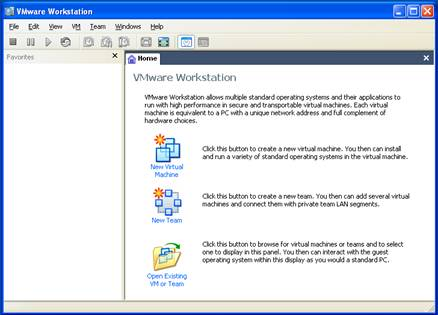 VMware Workstation
File Edit View VM Team Windows Help
Favorites
Home
VMware Workstation
VMware Workstation allows multiple standard operating systems and their applications to
run with high performance in secure and transportable virtual machines. Each virtual
machine is equivalent to a PC with a unique network address and full complement of
hardware choices.
New Virtual
Machine
Click this button to create a new virtual machine. You then can install
and run a variety of standard operating systems in the virtual machine.
New Team
Click this button to create a new team. You then can add several virtual
machines and connect them with private team LAN segments.
Open Existing
VM or Team
Click this button to browse for virtual machines or teams and to select
one to display in this panel. You then can interact with the guest
operating system within this display as you would a standard PC.